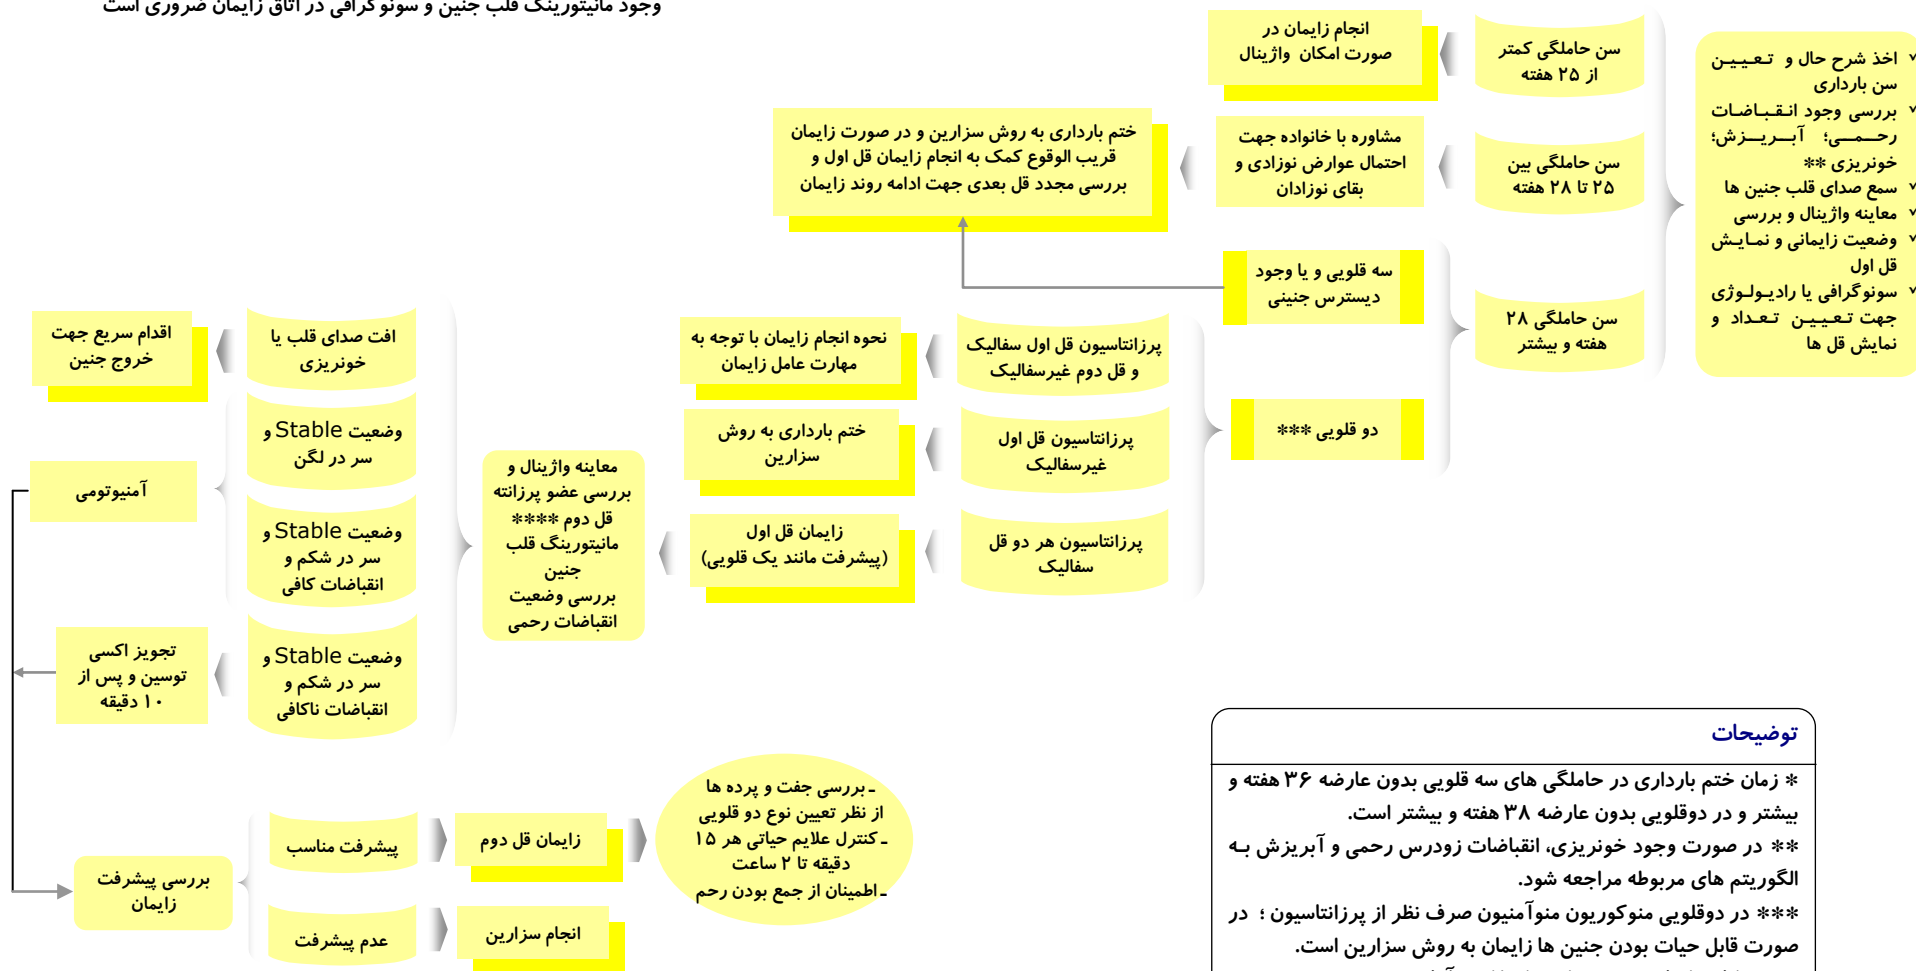 وجود مانیتورینگ قلب جنین و سونوگرافی در اتاق زایمان ضروری است
اخذ شرح حال و تعیین
سن بارداری
بررسی وجود انقباضات
رحمی؛ آبریزش؛
خونریزی **
سمع صدای قلب جنین ها
معاینه واژینال و بررسی
وضعیت زایمانی و نمایش
قل اول
سونوگرافی یا رادیولوژی
جهت تعیین تعداد و
نمایش قل ها
سن حاملگی کمتر
از ۲۵ هفته
انجام زایمان در
صورت امکان واژینال
سن حاملگی بین
۲۵ تا ۲۸ هفته
مشاوره با خانواده جهت
احتمال عوارض نوزادی و
بقای نوزادان
ختم بارداری به روش سزارین و در صورت زایمان
قریب الوقوع کمک به انجام زایمان قل اول و
بررسی مجدد قل بعدی جهت ادامه روند زایمان
سن حاملگی ۲۸
هفته و بیشتر
سه قلویی و یا وجود
دیسترس جنینی
دو قلویی ***
پرزانتاسیون قل اول سفالیک
و قل دوم غیرسفالیک
نحوه انجام زایمان با توجه به
مهارت عامل زایمان
پرزانتاسیون قل اول
غیرسفالیک
ختم بارداری به روش
سزارین
پرزانتاسیون هر دو قل
سفالیک
زایمان قل اول
(پیشرفت مانند یک قلویی)
معاینه واژینال و
بررسی عضو پرزانته
قل دوم ****
مانیتورینگ قلب
جنین
بررسی وضعیت
انقباضات رحمی
افت صدای قلب یا
خونریزی
اقدام سریع جهت
خروج جنین
وضعیت Stable و
سر در لگن
وضعیت Stable و
سر در شکم و
انقباضات کافی
آمنیوتومی
وضعیت Stable و
سر در شکم و
انقباضات ناکافی
تجویز اکسی
توسین و پس از
۱۰ دقیقه
بررسی پیشرفت
زایمان
پیشرفت مناسب
زایمان قل دوم
ـ بررسی جفت و پرده ها
از نظر تعیین نوع دو قلویی
ـ کنترل علایم حیاتی هر ۱۵
دقیقه تا ۲ ساعت
ـ اطمینان از جمع بودن رحم
عدم پیشرفت
انجام سزارین
توضیحات
* زمان ختم بارداری در حاملگی های سه قلویی بدون عارضه ۳۶ هفته و
بیشتر و در دوقلویی بدون عارضه ۳۸ هفته و بیشتر است.
** در صورت وجود خونریزی، انقباضات زودرس رحمی و آبریزش به
الگوریتم های مربوطه مراجعه شود.
*** در دوقلویی منوکوریون منوآمنیون صرف نظر از پرزانتاسیون ؛ در
صورت قابل حیات بودن جنین ها زایمان به روش سزارین است.